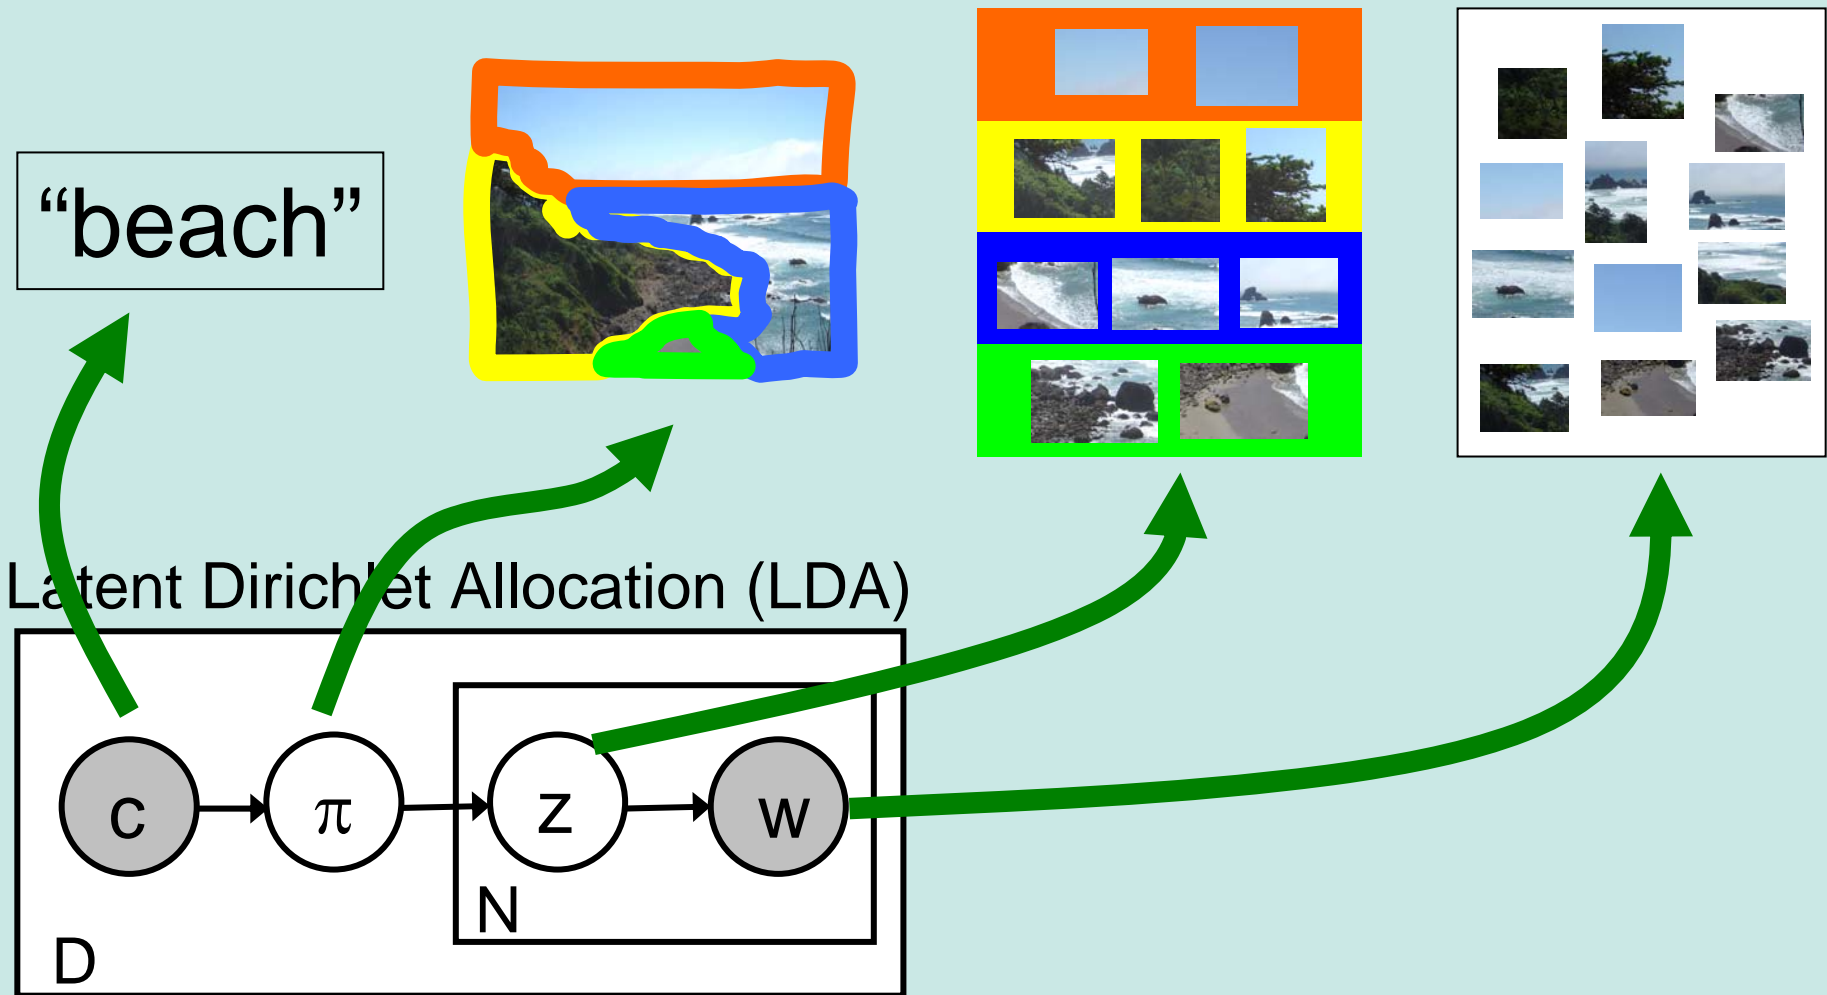 “beach”
Latent Dirichlet Allocation (LDA)
c π z w
N
D